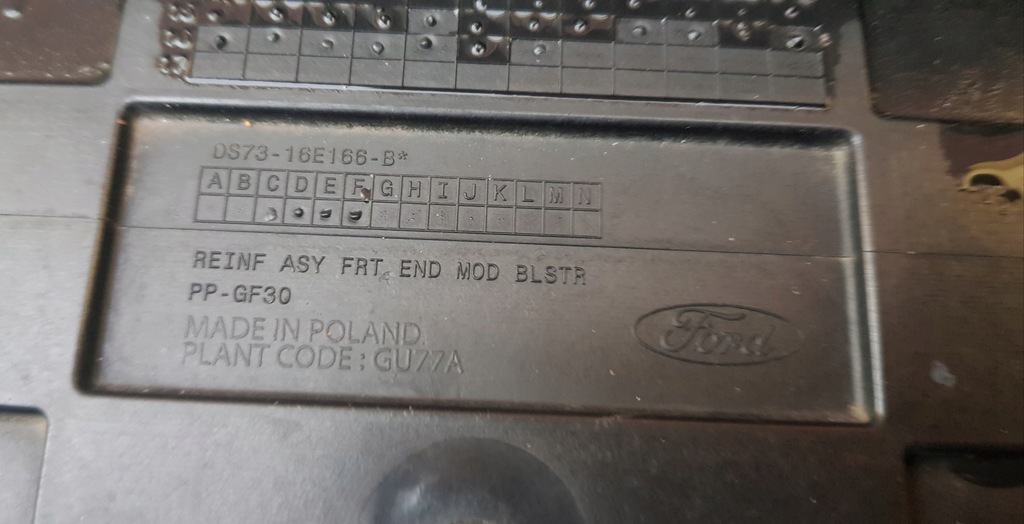 DS73-16E166-B*
A B C D E F G H I J K L M N
REINF ASY FRT END MOD BLSTR
PP-GF30
MADE IN POLAND
PLANT CODE: GU77A
Ford